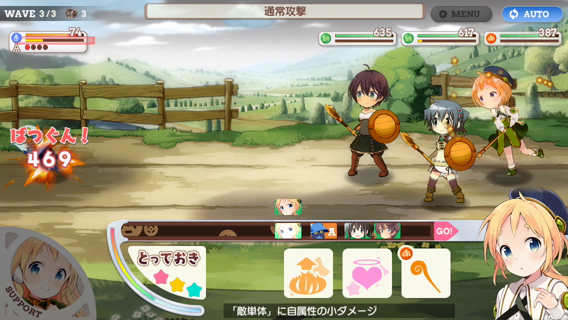 WAVE 3/3 3
通常攻撃
MENU
AUTO
74
A
635
617
387
ばつぐん!
469
A
GO!
とっておき
SUPPORT
「敵単体」に自属性の小ダメージ